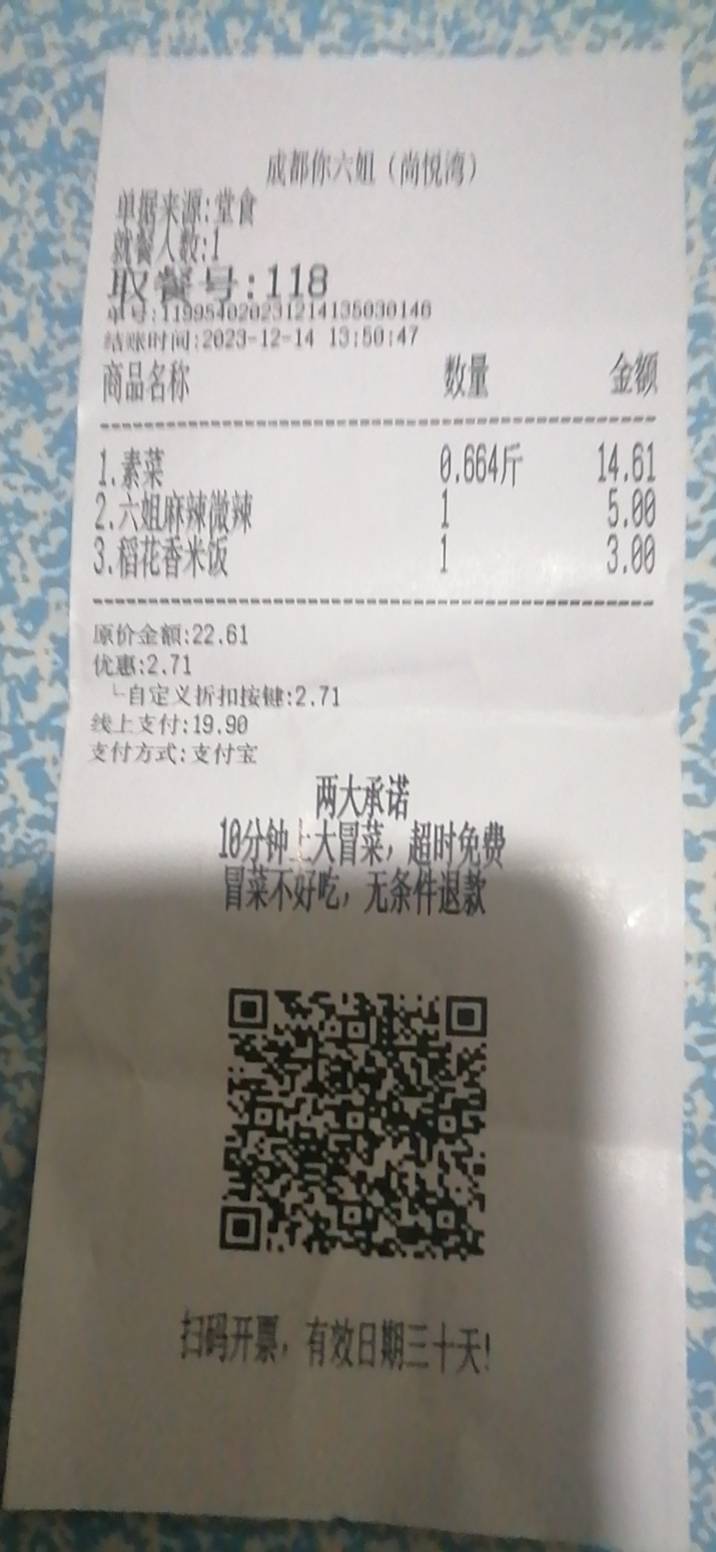 成都你六姐（尚悦湾）
单据来源:堂食
就餐人数:1
取餐号:118
单号:11995402023121413503014​6
结账时间:2023-12-14 13:50:47
商品名称 数量 金额
1.素菜 0.664斤 14.61
2.六姐麻辣微辣 1 5.00
3.稻花香米饭 1 3.00
原价金额:22.61
优惠:2.71
└自定义折扣按键:2.71
线上支付:19.90
支付方式:支付宝
两大承诺
10分钟上大冒菜，超时免费
冒菜不好吃，无条件退款
扫码开票，有效日期三十天!